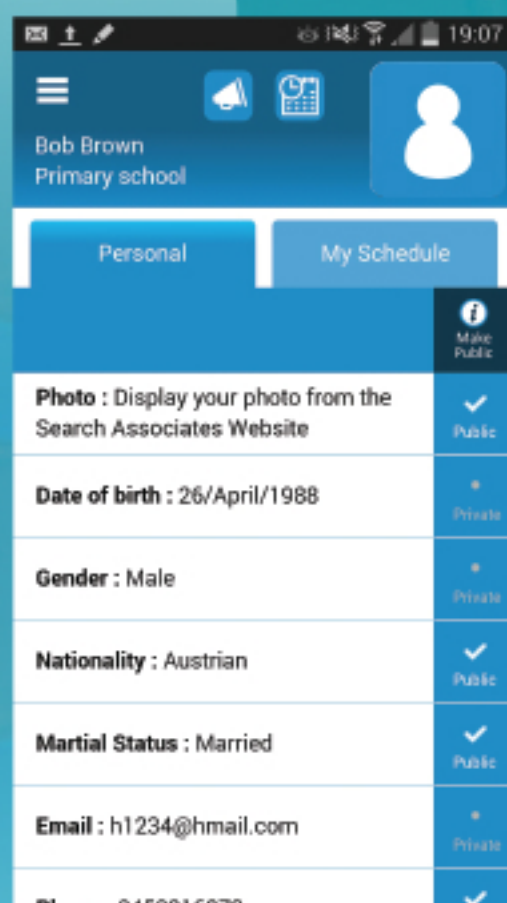 19:07
Bob Brown
Primary school
Personal
My Schedule
i
Make
Public
Photo : Display your photo from the
Search Associates Website
Public
Date of birth : 26/April/1988
Private
Gender : Male
Private
Nationality : Austrian
Public
Martial Status : Married
Public
Email : h1234@hmail.com
Private